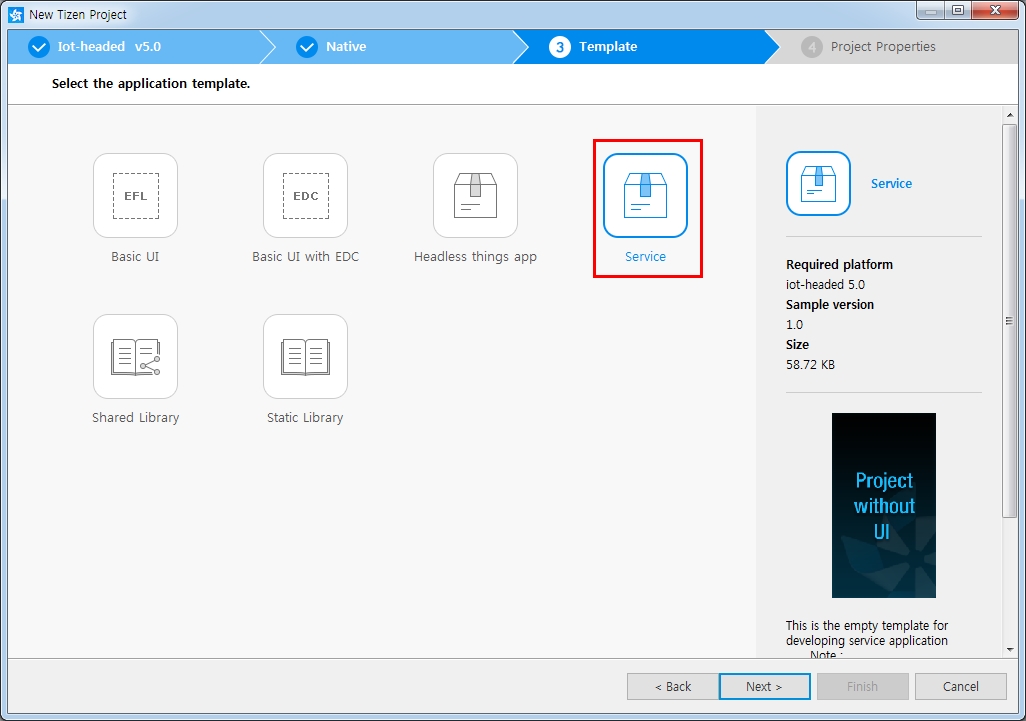 New Tizen Project
Iot-headed v5.0
Native
3 Template
4 Project Properties
Select the application template.
EFL
Basic UI
EDC
Basic UI with EDC
Headless things app
Service
Shared Library
Static Library
Service
Required platform
iot-headed 5.0
Sample version
1.0
Size
58.72 KB
Project
without
UI
This is the empty template for
developing service application
Note :
< Back
Next >
Finish
Cancel